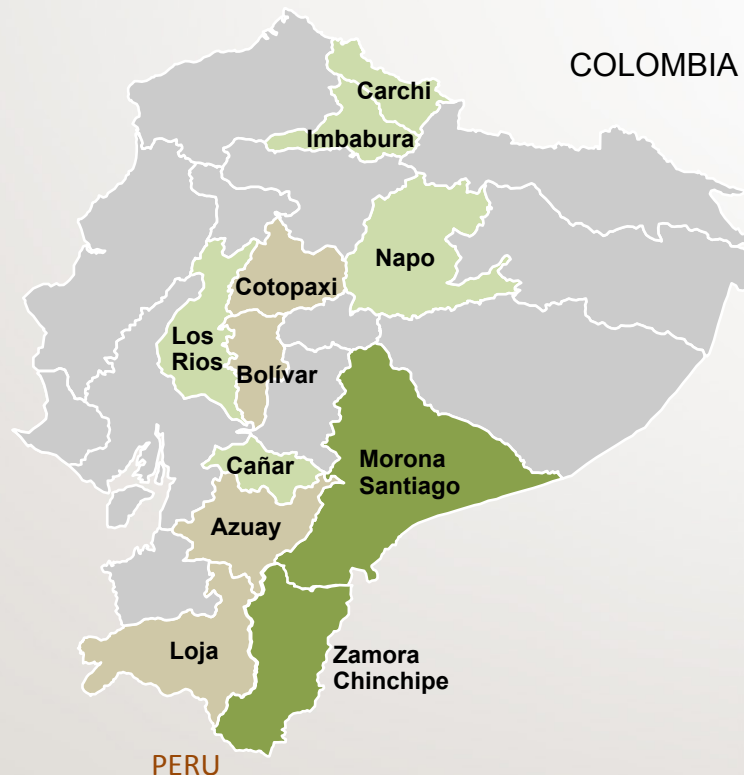 COLOMBIA
Carchi
Imbabura
Napo
Cotopaxi
Los
Rios
Bolívar
Cañar
Morona
Santiago
Azuay
Loja
Zamora
Chinchipe
PERU